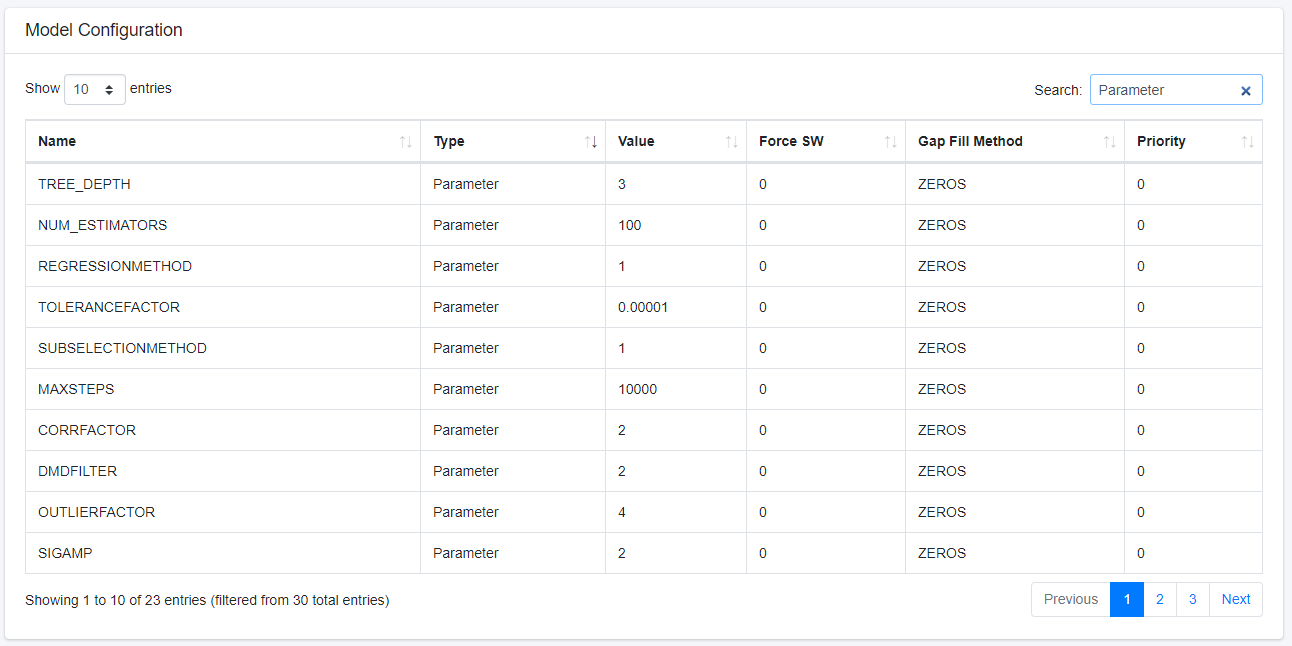 Model Configuration
Show 10 entries Search: Parameter ×
Name Type Value Force SW Gap Fill Method Priority
TREE_DEPTH Parameter 3 0 ZEROS 0
NUM_ESTIMATORS Parameter 100 0 ZEROS 0
REGRESSIONMETHOD Parameter 1 0 ZEROS 0
TOLERANCEFACTOR Parameter 0.00001 0 ZEROS 0
SUBSELECTIONMETHOD Parameter 1 0 ZEROS 0
MAXSTEPS Parameter 10000 0 ZEROS 0
CORRFACTOR Parameter 2 0 ZEROS 0
DMDFILTER Parameter 2 0 ZEROS 0
OUTLIERFACTOR Parameter 4 0 ZEROS 0
SIGAMP Parameter 2 0 ZEROS 0
Showing 1 to 10 of 23 entries (filtered from 30 total entries) Previous 1 2 3 Next